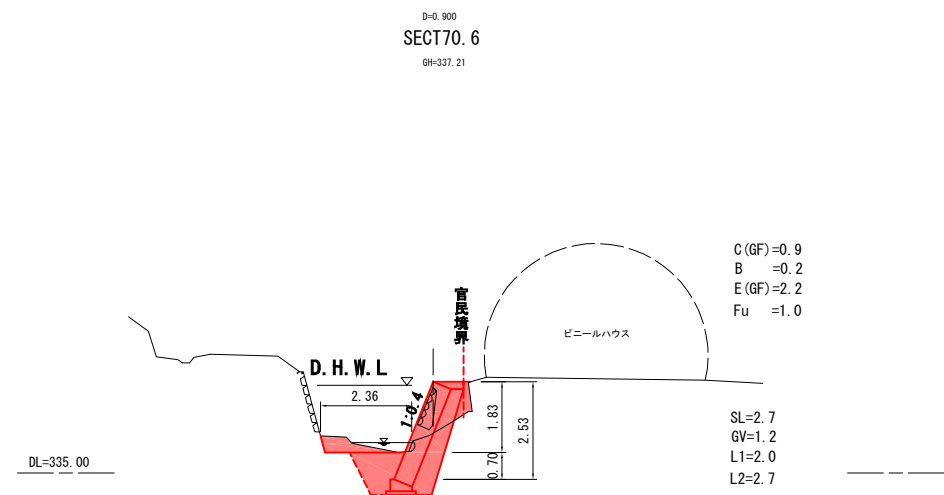 D=0.900
SECT70.6
GH=337.21
C(GF)=0.9
B =0.2
E(GF)=2.2
Fu =1.0
官民境界
ビニールハウス
D.H.W.L
2.36
1:0.4
1.83
2.53
0.70
SL=2.7
GV=1.2
L1=2.0
L2=2.7
DL=335.00